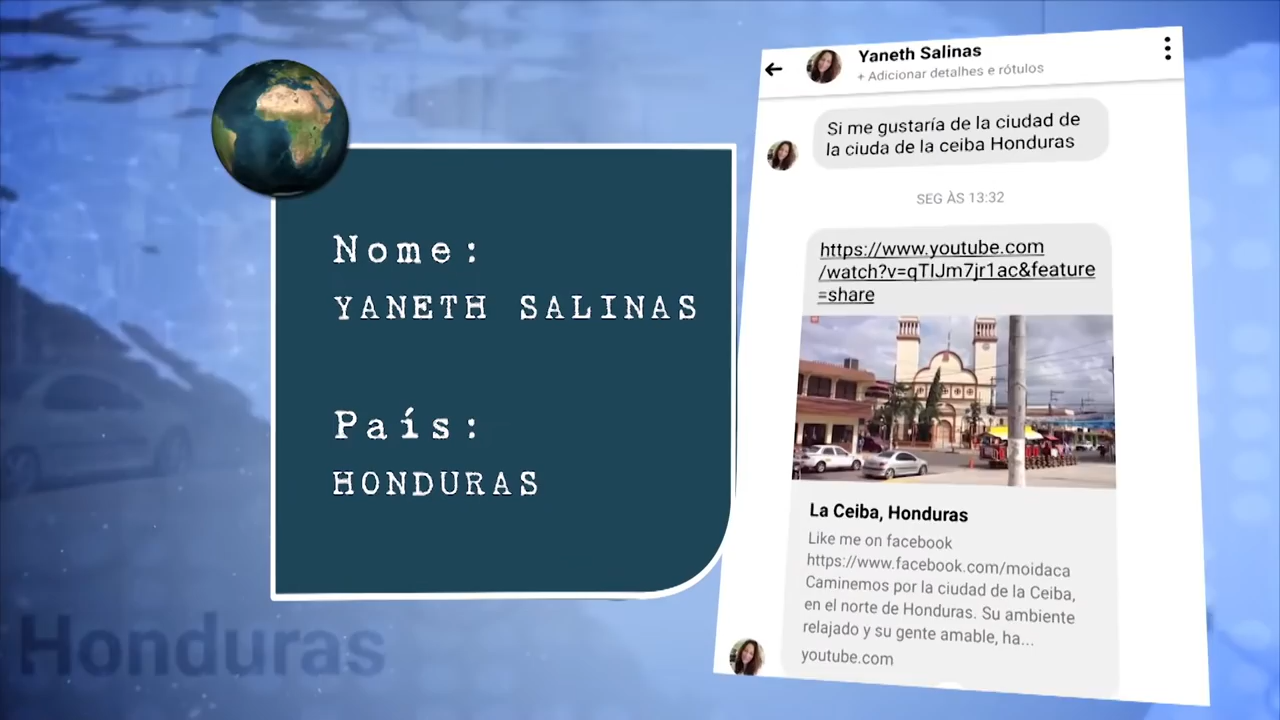 Nome:
YANETH SALINAS
País:
HONDURAS
Honduras
Yaneth Salinas
+ Adicionar detalhes e rótulos
Si me gustaría de la ciudad de
la ciuda de la ceiba Honduras
SEG ÀS 13:32
https://www.youtube.com
/watch?v=qTIJm7jr1ac&feature
=share
La Ceiba, Honduras
Like me on facebook
https://www.facebook.com/moidaca
Caminemos por la ciudad de la Ceiba,
en el norte de Honduras. Su ambiente
relajado y su gente amable, ha...
youtube.com